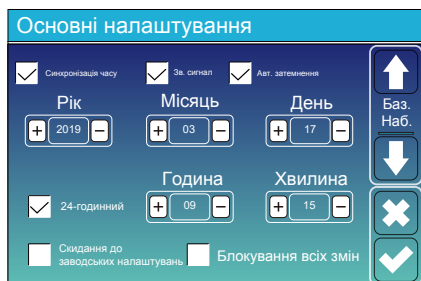 Основні налаштування
Синхронізація часу
Зв. сигнал
Авт. затемнення
Рік
Місяць
День
+ 2019 −
+ 03 −
+ 17 −
Баз.
Наб.
Година
Хвилина
24-годинний
+ 09 −
+ 15 −
Скидання до
заводських налаштувань
Блокування всіх змін